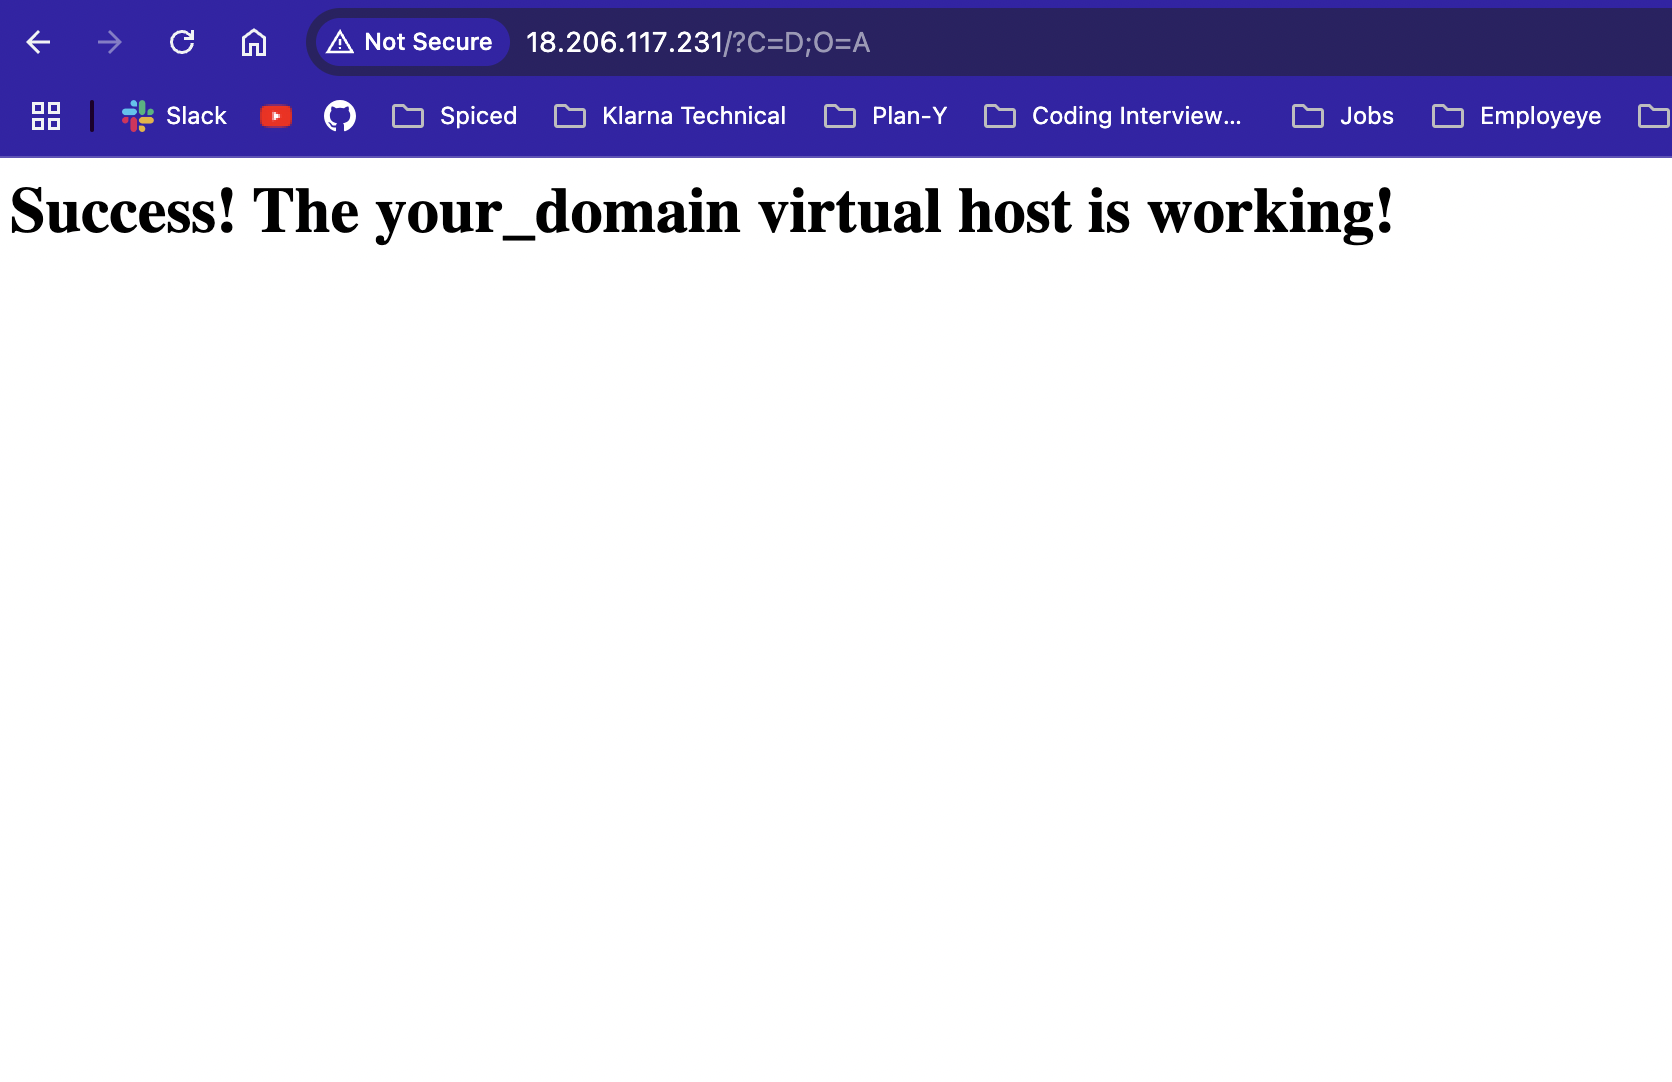 Not Secure 18.206.117.231/?C=D;O=A
Slack Spiced Klarna Technical Plan-Y Coding Interview... Jobs Employeye
Success! The your_domain virtual host is working!